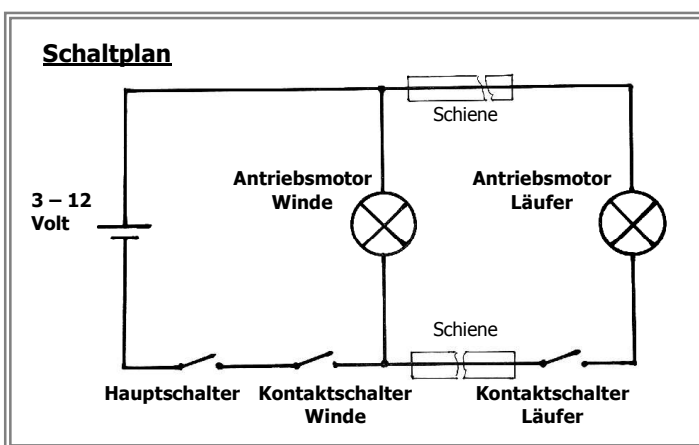 Schaltplan
Schiene
Antriebsmotor
Winde
Antriebsmotor
Läufer
3 – 12
Volt
Schiene
Hauptschalter
Kontaktschalter
Winde
Kontaktschalter
Läufer